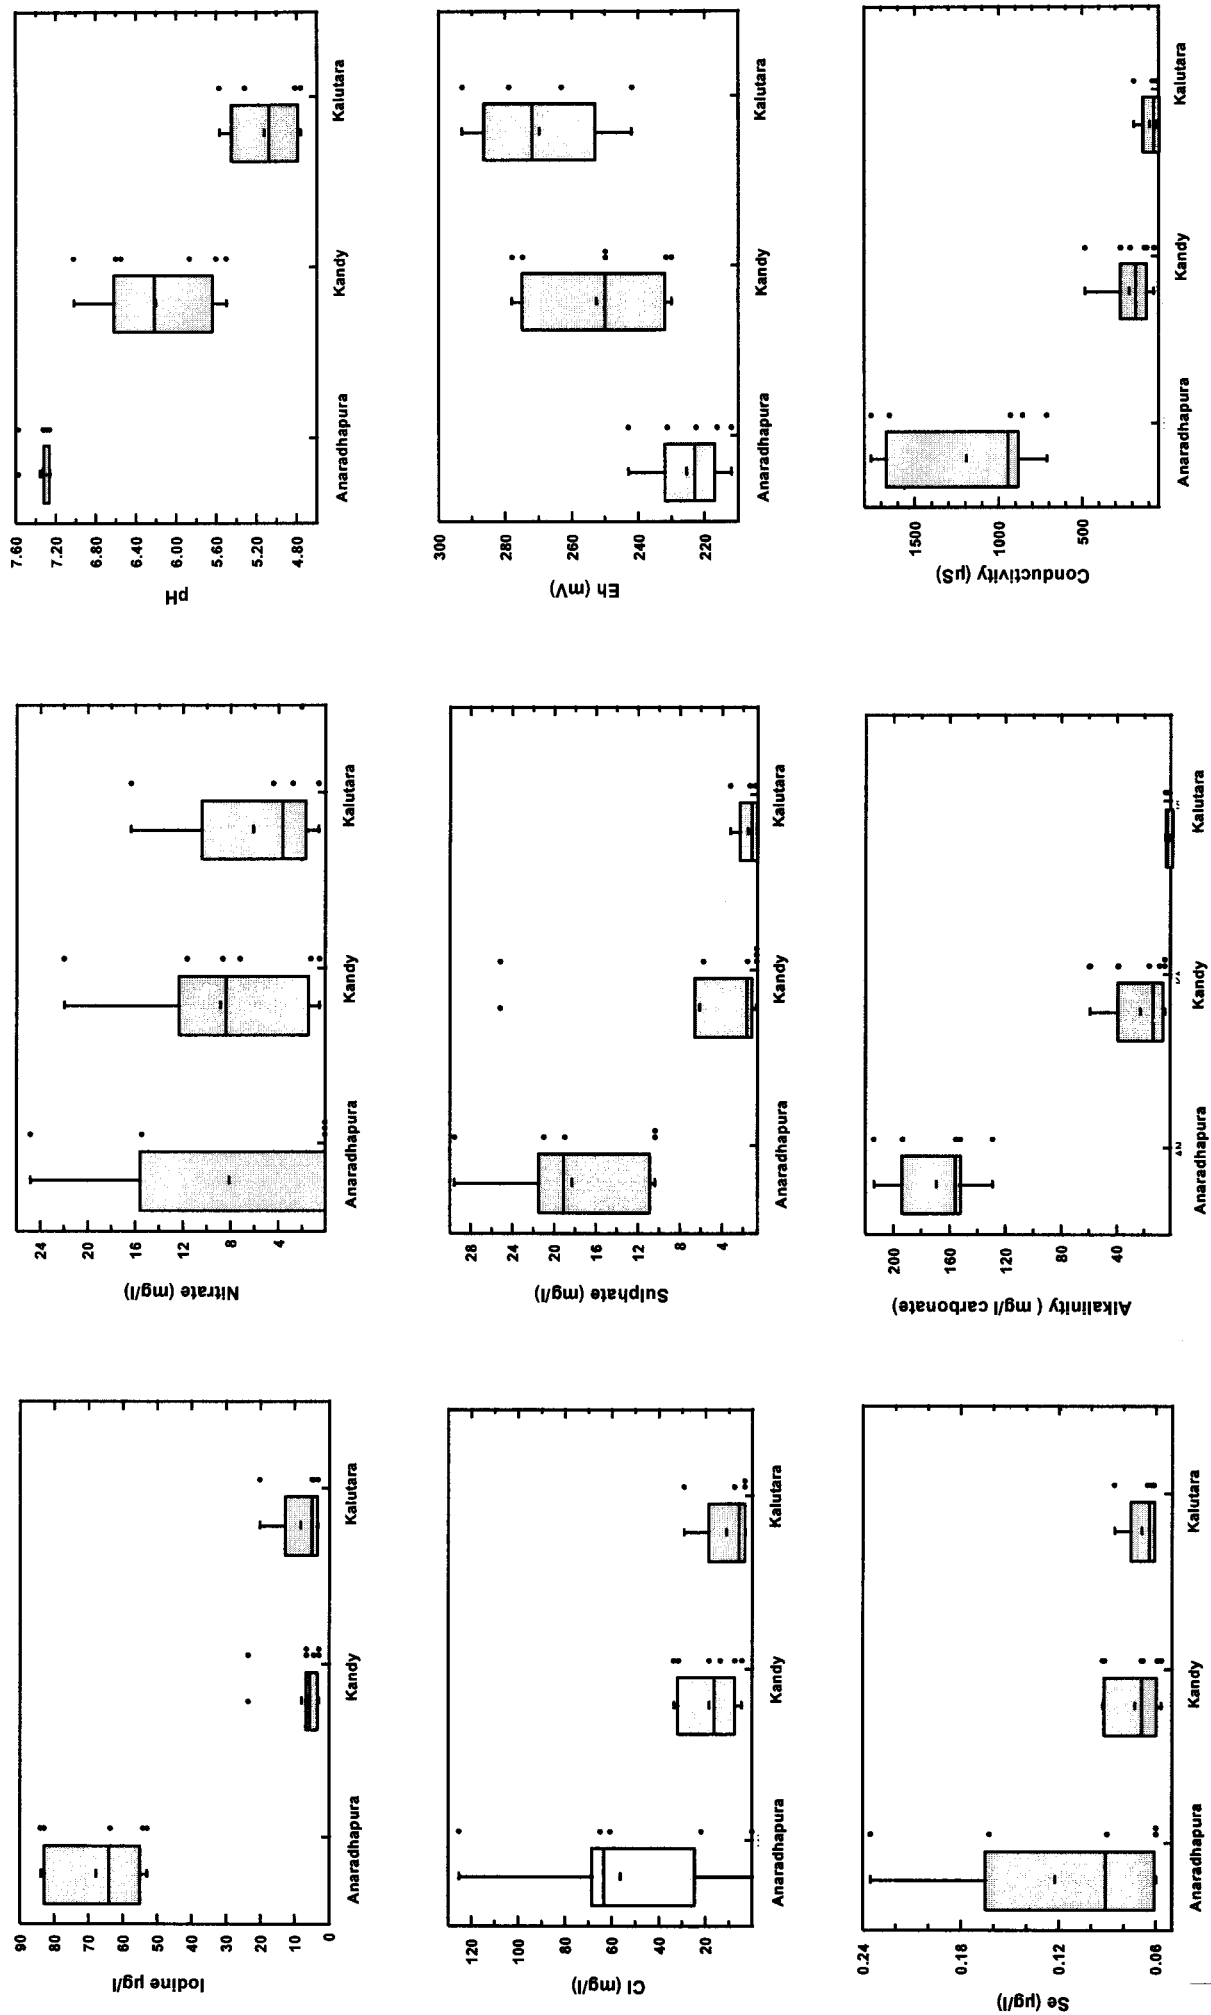 Iodine µg/l
90
80
70
60
50
40
30
20
10
0
Anaradhapura
Kandy
Kalutara
Nitrate (mg/l)
24
20
16
12
8
4
Anaradhapura
Kandy
Kalutara
pH
7.60
7.20
6.80
6.40
6.00
5.60
5.20
4.80
Anaradhapura
Kandy
Kalutara
Cl (mg/l)
120
100
80
60
40
20
Anaradhapura
Kandy
Kalutara
Sulphate (mg/l)
28
24
20
16
12
8
4
Anaradhapura
Kandy
Kalutara
Eh (mV)
300
280
260
240
220
Anaradhapura
Kandy
Kalutara
Se (µg/l)
0.24
0.18
0.12
0.06
Anaradhapura
Kandy
Kalutara
Alkalinity ( mg/l carbonate)
200
160
120
80
40
Anaradhapura
Kandy
Kalutara
Conductivity (µS)
1500
1000
500
Anaradhapura
Kandy
Kalutara